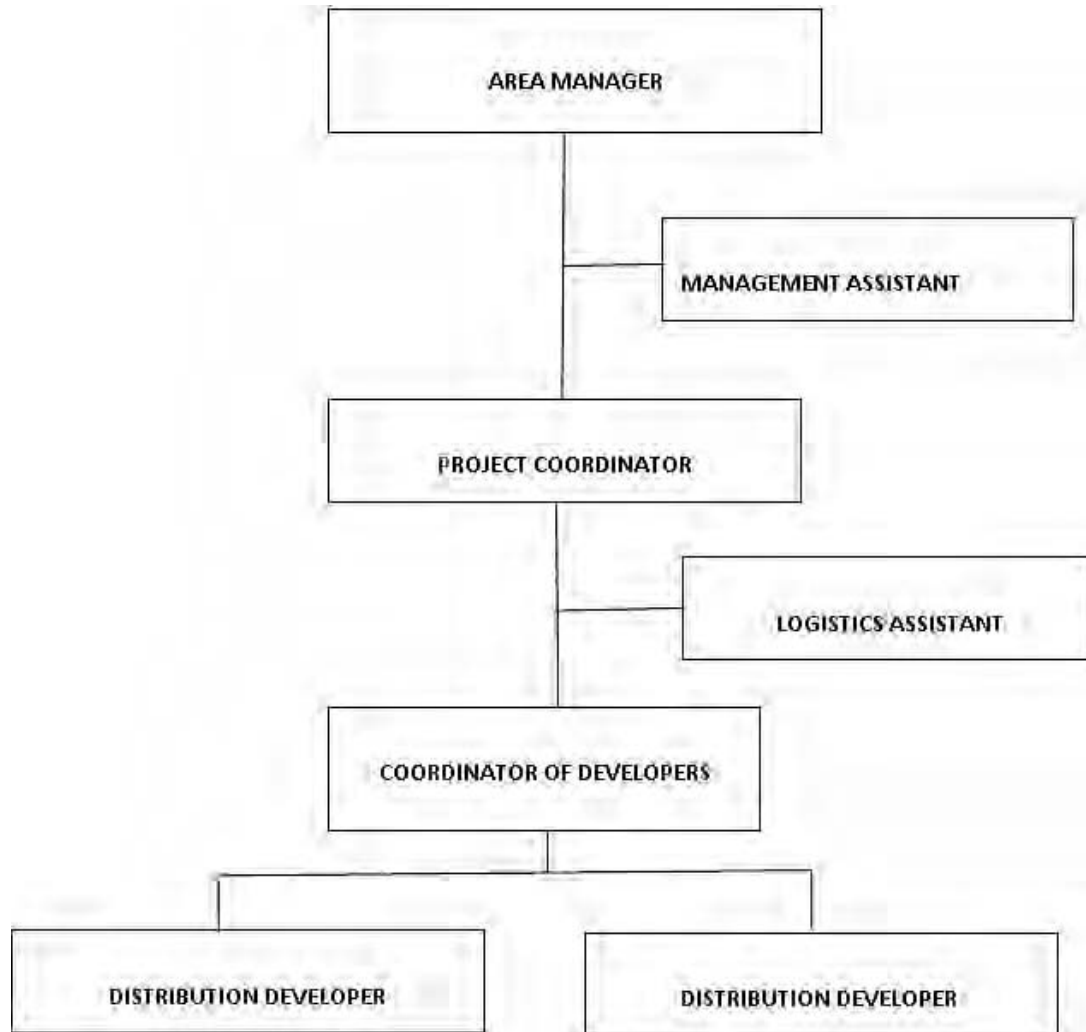 AREA MANAGER
MANAGEMENT ASSISTANT
PROJECT COORDINATOR
LOGISTICS ASSISTANT
COORDINATOR OF DEVELOPERS
DISTRIBUTION DEVELOPER
DISTRIBUTION DEVELOPER